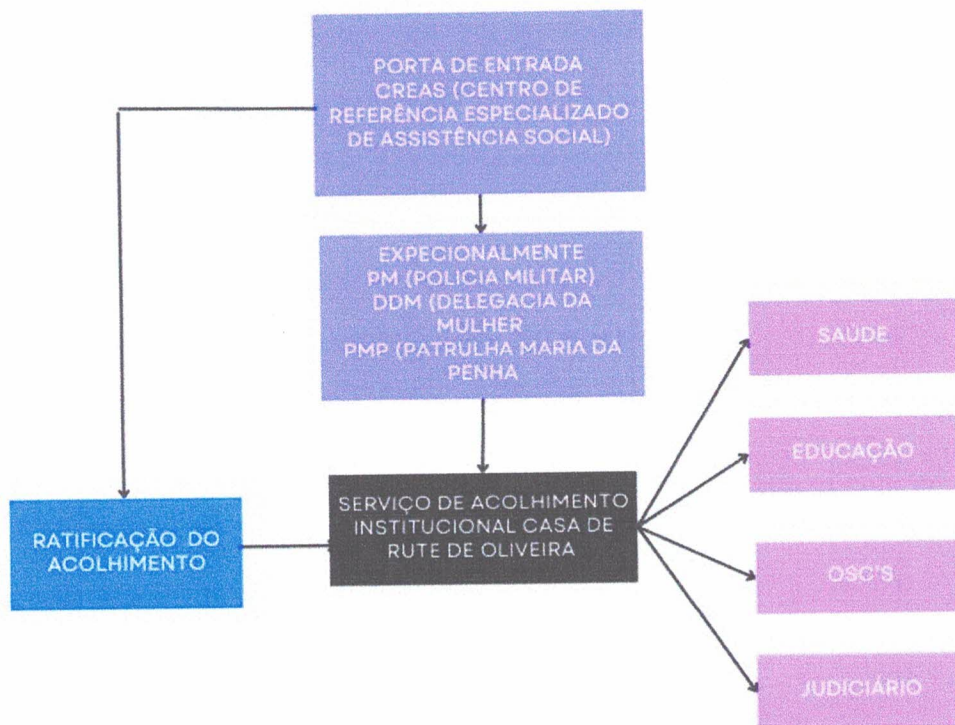 PORTA DE ENTRADA
CREAS (CENTRO DE
REFERÊNCIA ESPECIALIZADO
DE ASSISTÊNCIA SOCIAL)
EXPECIONALMENTE
PM (POLICIA MILITAR)
DDM (DELEGACIA DA
MULHER
PMP (PATRULHA MARIA DA
PENHA
SAÚDE
EDUCAÇÃO
SERVIÇO DE ACOLHIMENTO
INSTITUCIONAL CASA DE
RUTE DE OLIVEIRA
RATIFICAÇÃO DO
ACOLHIMENTO
OSC'S
JUDICIÁRIO